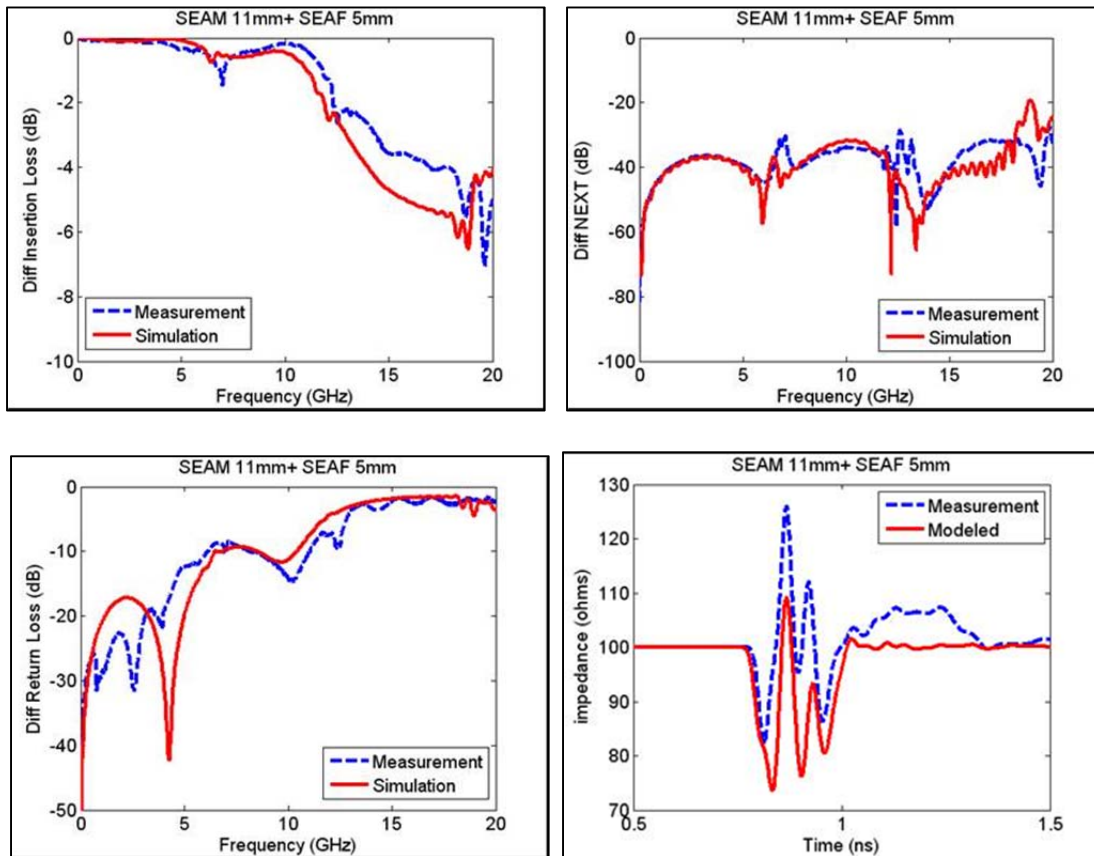 SEAM 11mm+ SEAF 5mm
0
-2
-4
-6
-8
-10
Diff Insertion Loss (dB)
Measurement
Simulation
0 5 10 15 20
Frequency (GHz)
SEAM 11mm+ SEAF 5mm
0
-20
-40
-60
-80
-100
Diff NEXT (dB)
Measurement
Simulation
0 5 10 15 20
Frequency (GHz)
SEAM 11mm+ SEAF 5mm
0
-10
-20
-30
-40
-50
Diff Return Loss (dB)
Measurement
Simulation
0 5 10 15 20
Frequency (GHz)
SEAM 11mm+ SEAF 5mm
130
120
110
100
90
80
70
impedance (ohms)
Measurement
Modeled
0.5 1 1.5
Time (ns)